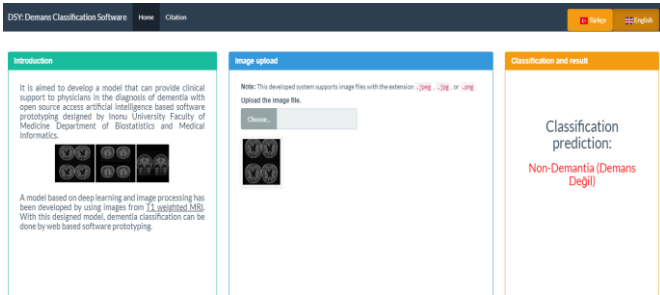 DSY: Demans Classification Software Home Citation
Türkçe English
Introduction
It is aimed to develop a model that can provide clinical
support to physicians in the diagnosis of dementia with
open source access artificial intelligence based software
prototyping designed by Inonu University Faculty of
Medicine Department of Biostatistics and Medical
Informatics.
A model based on deep learning and image processing has
been developed by using images from T1 weighted MRI.
With this designed model, dementia classification can be
done by web based software prototyping.
Image upload
Note: This developed system supports image files with the extension .jpeg , .jpg , or .png
Upload the image file.
Choose..
Classification and result
Classification
prediction:
Non-Demantia (Demans
Değil)